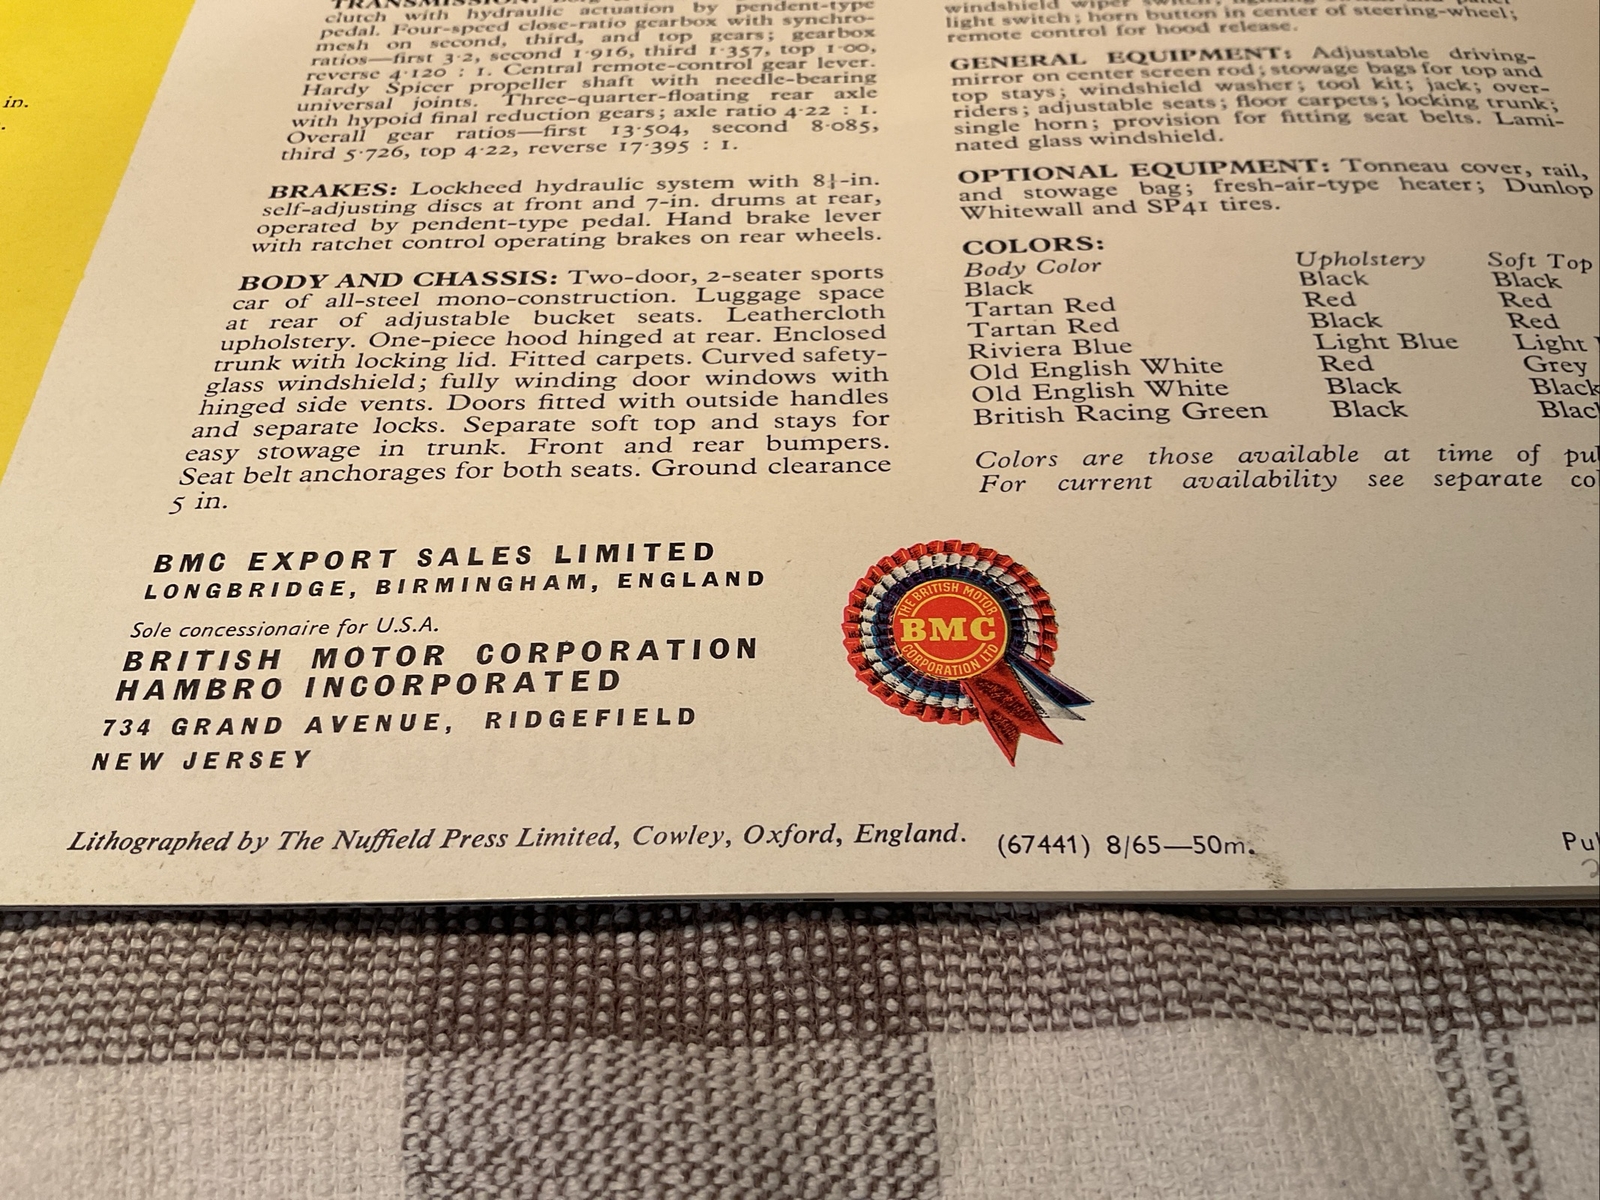 in.
TRANSMISSION:
clutch with hydraulic actuation by pendent-type
pedal. Four-speed close-ratio gearbox with synchro-
mesh on second, third, and top gears; gearbox
ratios—first 3·2, second 1·916, third 1·357, top 1·00,
reverse 4·120 : 1. Central remote-control gear lever.
Hardy Spicer propeller shaft with needle-bearing
universal joints. Three-quarter-floating rear axle
with hypoid final reduction gears; axle ratio 4·22 : 1.
Overall gear ratios—first 13·504, second 8·085,
third 5·726, top 4·22, reverse 17·395 : 1.
BRAKES: Lockheed hydraulic system with 8¼-in.
self-adjusting discs at front and 7-in. drums at rear,
operated by pendent-type pedal. Hand brake lever
with ratchet control operating brakes on rear wheels.
BODY AND CHASSIS: Two-door, 2-seater sports
car of all-steel mono-construction. Luggage space
at rear of adjustable bucket seats. Leathercloth
upholstery. One-piece hood hinged at rear. Enclosed
trunk with locking lid. Fitted carpets. Curved safety-
glass windshield; fully winding door windows with
hinged side vents. Doors fitted with outside handles
and separate locks. Separate soft top and stays for
easy stowage in trunk. Front and rear bumpers.
Seat belt anchorages for both seats. Ground clearance
5 in.
windshield wiper switch;
light switch; horn button in center of steering-wheel;
remote control for hood release.
GENERAL EQUIPMENT: Adjustable driving-
mirror on center screen rod; stowage bags for top and
top stays; windshield washer; tool kit; jack; over-
riders; adjustable seats; floor carpets; locking trunk;
single horn; provision for fitting seat belts. Lami-
nated glass windshield.
OPTIONAL EQUIPMENT: Tonneau cover, rail,
and stowage bag; fresh-air-type heater; Dunlop
Whitewall and SP41 tires.
COLORS:
Body Color Upholstery Soft Top
Black Black Black
Tartan Red Red Red
Tartan Red Black Red
Riviera Blue Light Blue Light
Old English White Red Grey
Old English White Black Black
British Racing Green Black Blac
Colors are those available at time of pu
For current availability see separate co
BMC EXPORT SALES LIMITED
LONGBRIDGE, BIRMINGHAM, ENGLAND
Sole concessionaire for U.S.A.
BRITISH MOTOR CORPORATION
HAMBRO INCORPORATED
734 GRAND AVENUE, RIDGEFIELD
NEW JERSEY
THE BRITISH MOTOR
BMC
CORPORATION LTD
Lithographed by The Nuffield Press Limited, Cowley, Oxford, England. (67441) 8/65—50m.
Pu